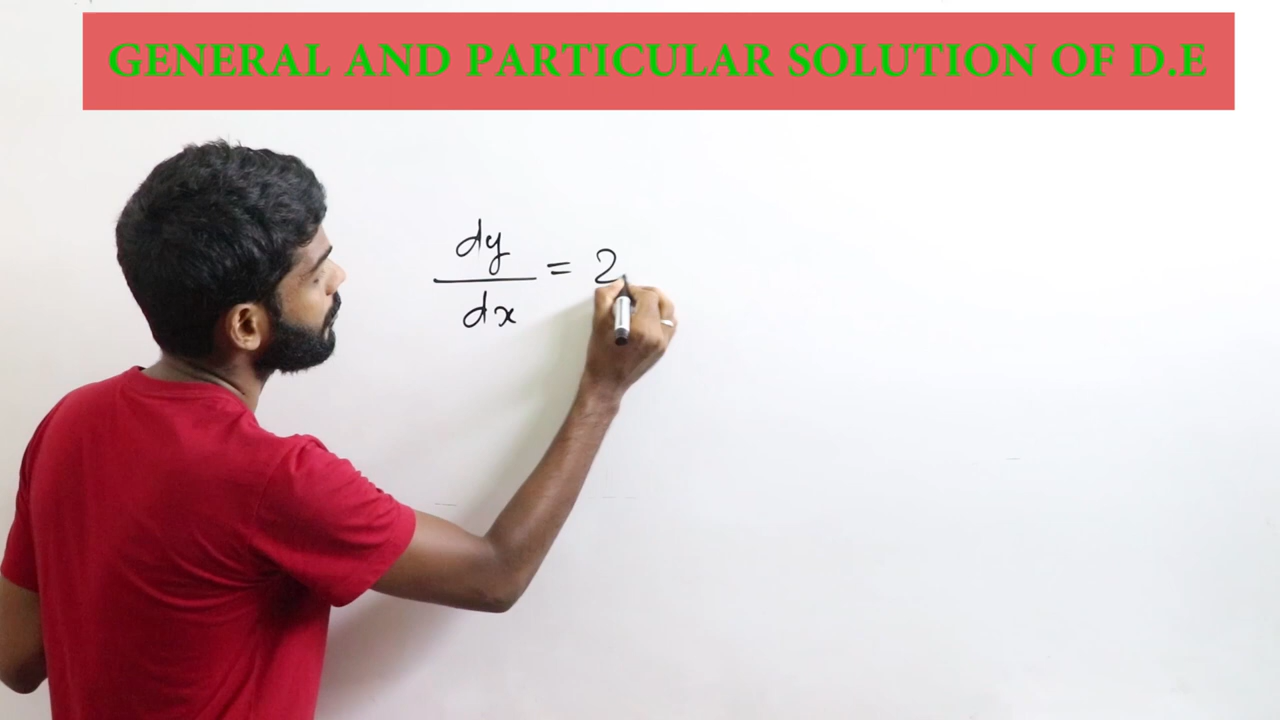 GENERAL AND PARTICULAR SOLUTION OF D.E
dy/dx = 2